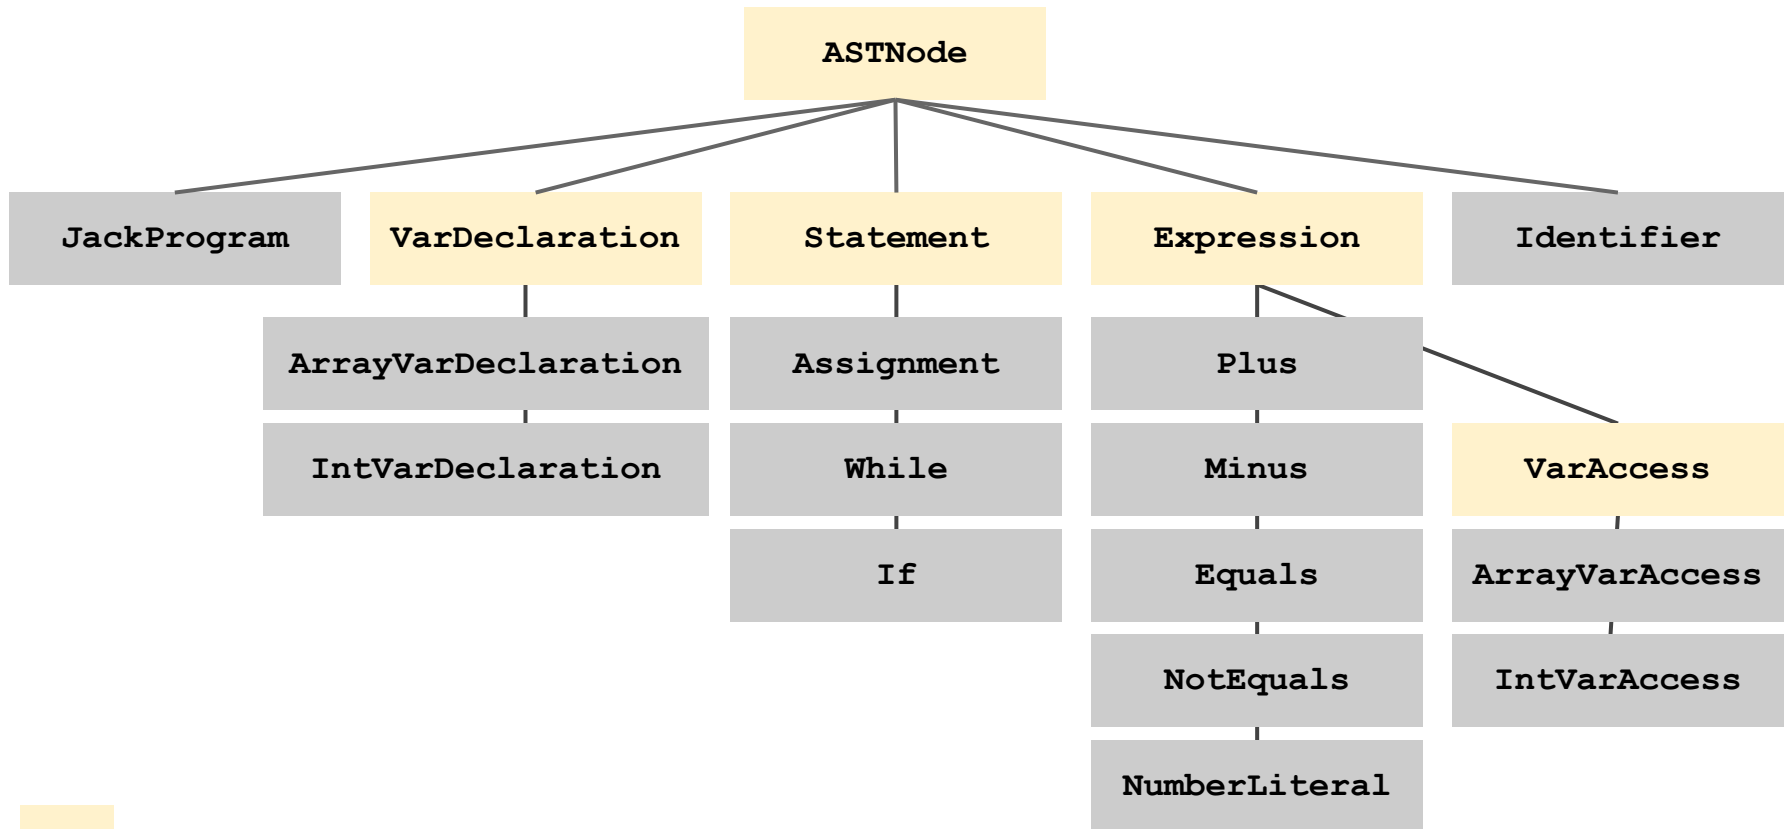 ASTNode
JackProgram
VarDeclaration
Statement
Expression
Identifier
ArrayVarDeclaration
Assignment
Plus
IntVarDeclaration
While
Minus
VarAccess
If
Equals
ArrayVarAccess
NotEquals
IntVarAccess
NumberLiteral